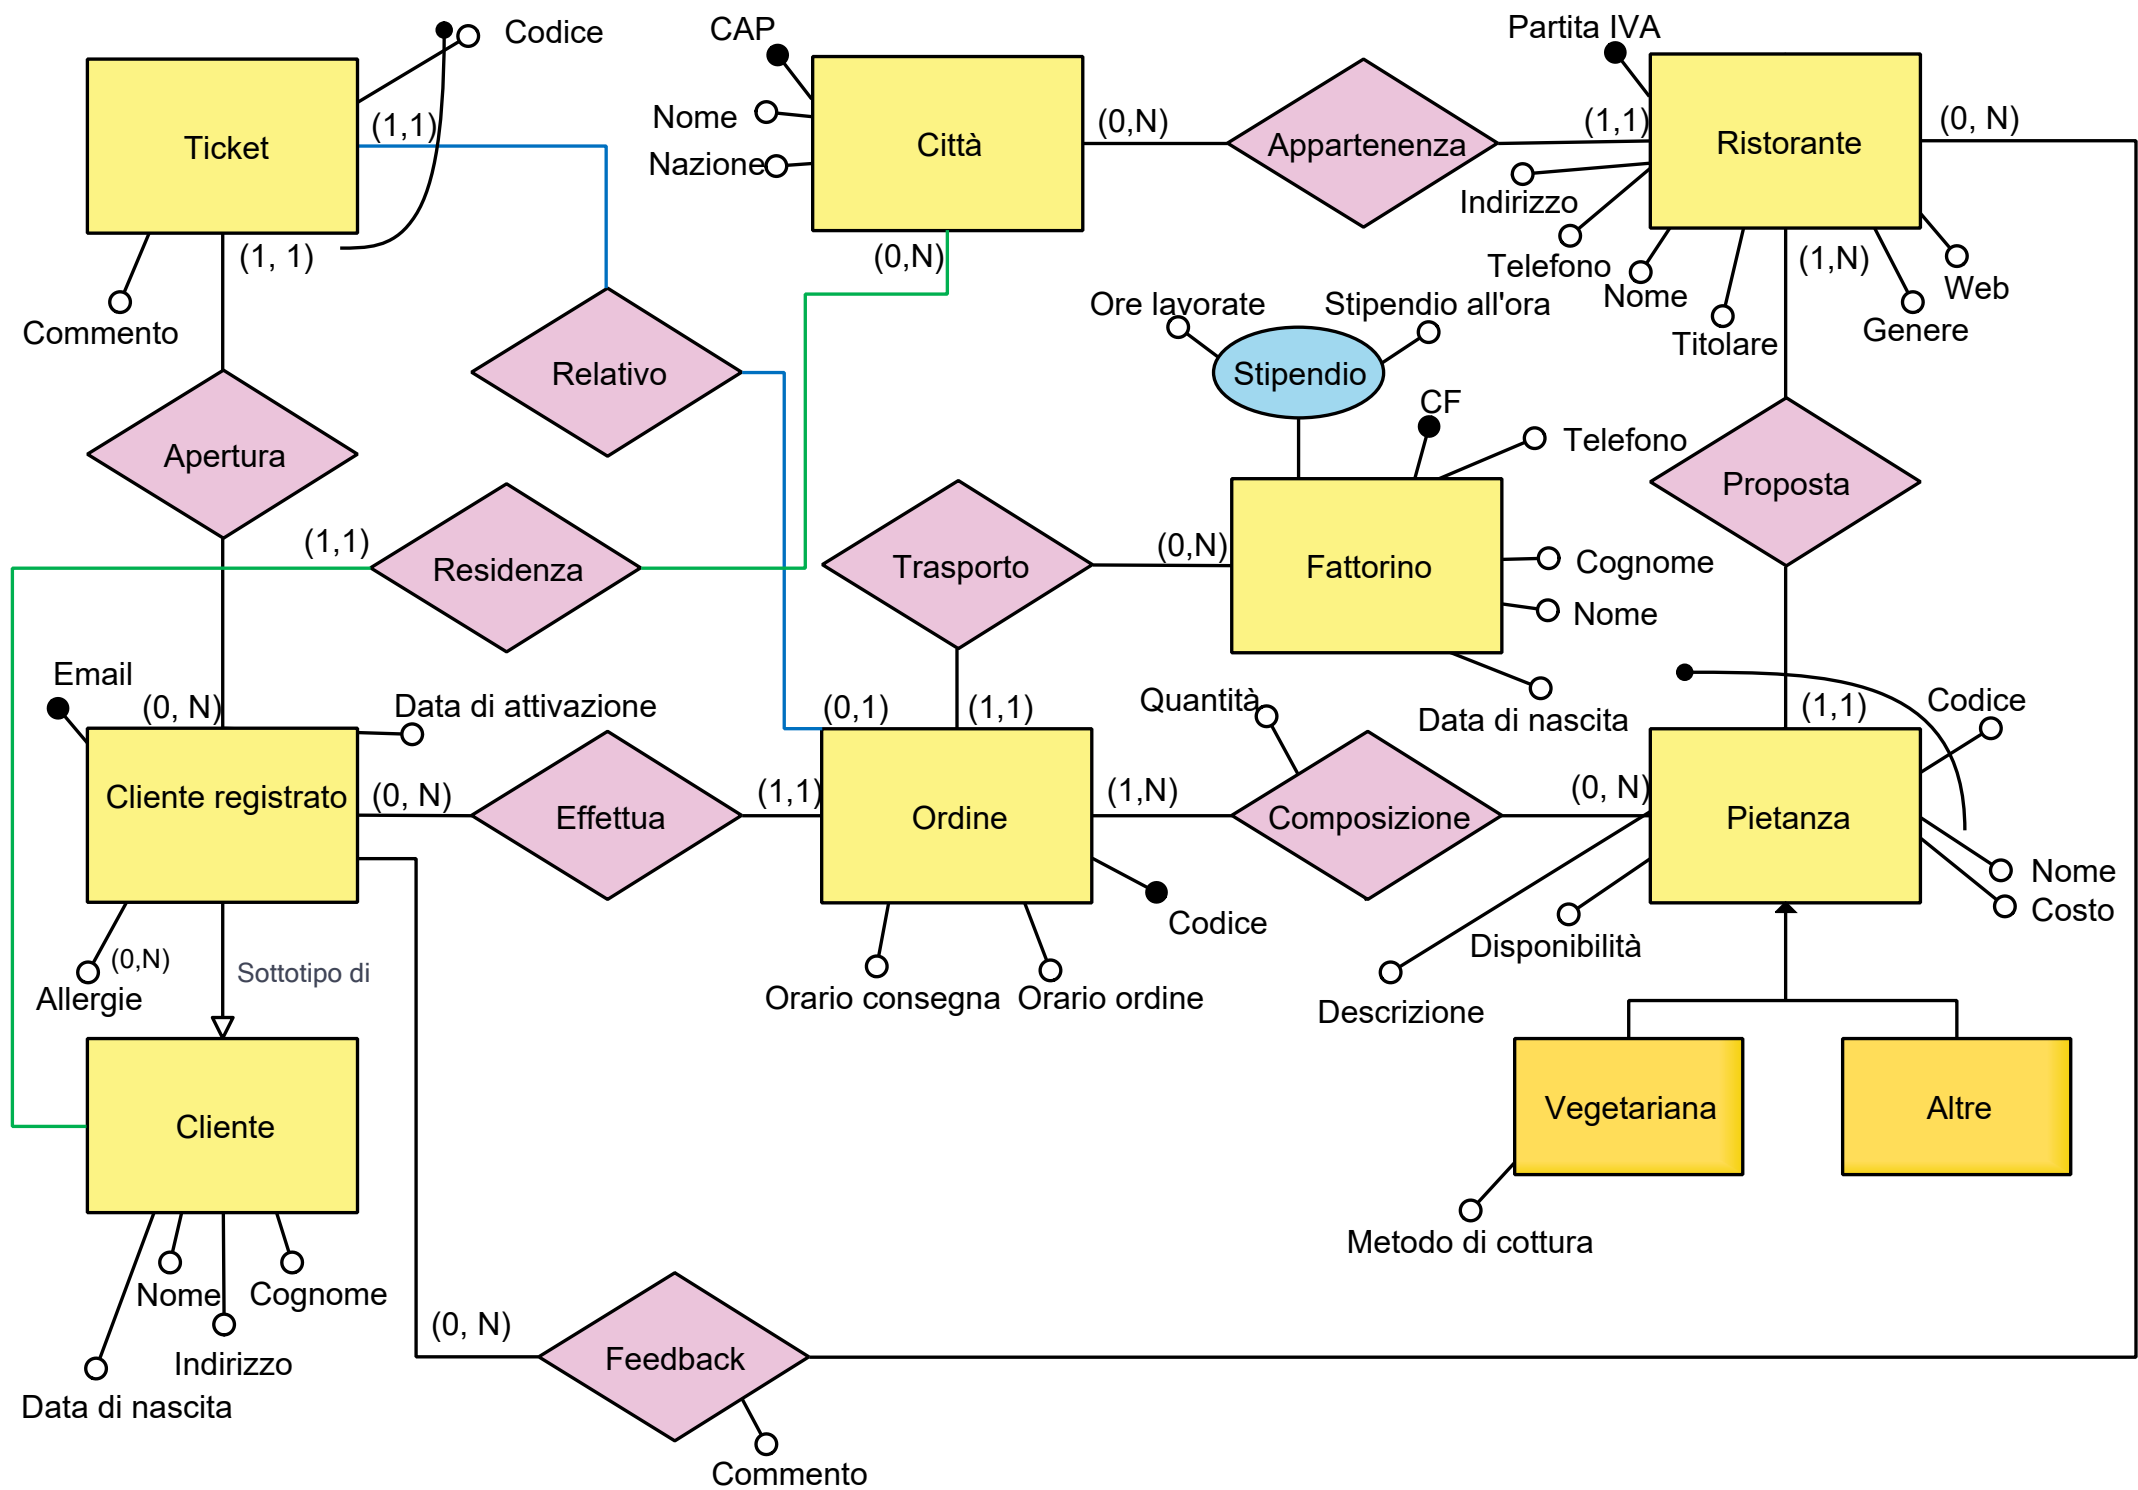 Codice
CAP
Partita IVA
Ticket
(1,1)
Nome
Nazione
Città
(0,N)
Appartenenza
(1,1)
Ristorante
(0, N)
Indirizzo
(1, 1)
(0,N)
Telefono
(1,N)
Nome
Web
Commento
Ore lavorate
Stipendio all'ora
Titolare
Genere
Relativo
Stipendio
CF
Telefono
Apertura
Proposta
(1,1)
Residenza
Trasporto
(0,N)
Fattorino
Cognome
Nome
Email
(0, N)
Data di attivazione
(0,1)
(1,1)
Quantità
Data di nascita
(1,1)
Codice
Cliente registrato
(0, N)
Effettua
(1,1)
Ordine
(1,N)
Composizione
(0, N)
Pietanza
Nome
Costo
Codice
Disponibilità
(0,N)
Sottotipo di
Allergie
Orario consegna
Orario ordine
Descrizione
Cliente
Vegetariana
Altre
Metodo di cottura
Nome
Cognome
Indirizzo
Data di nascita
(0, N)
Feedback
Commento